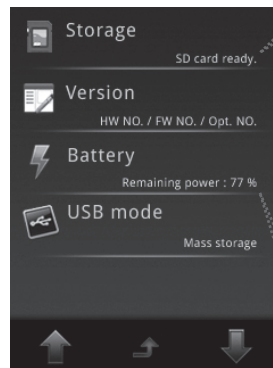 Storage
SD card ready.
Version
HW NO. / FW NO. / Opt. NO.
Battery
Remaining power : 77 %
USB mode
Mass storage